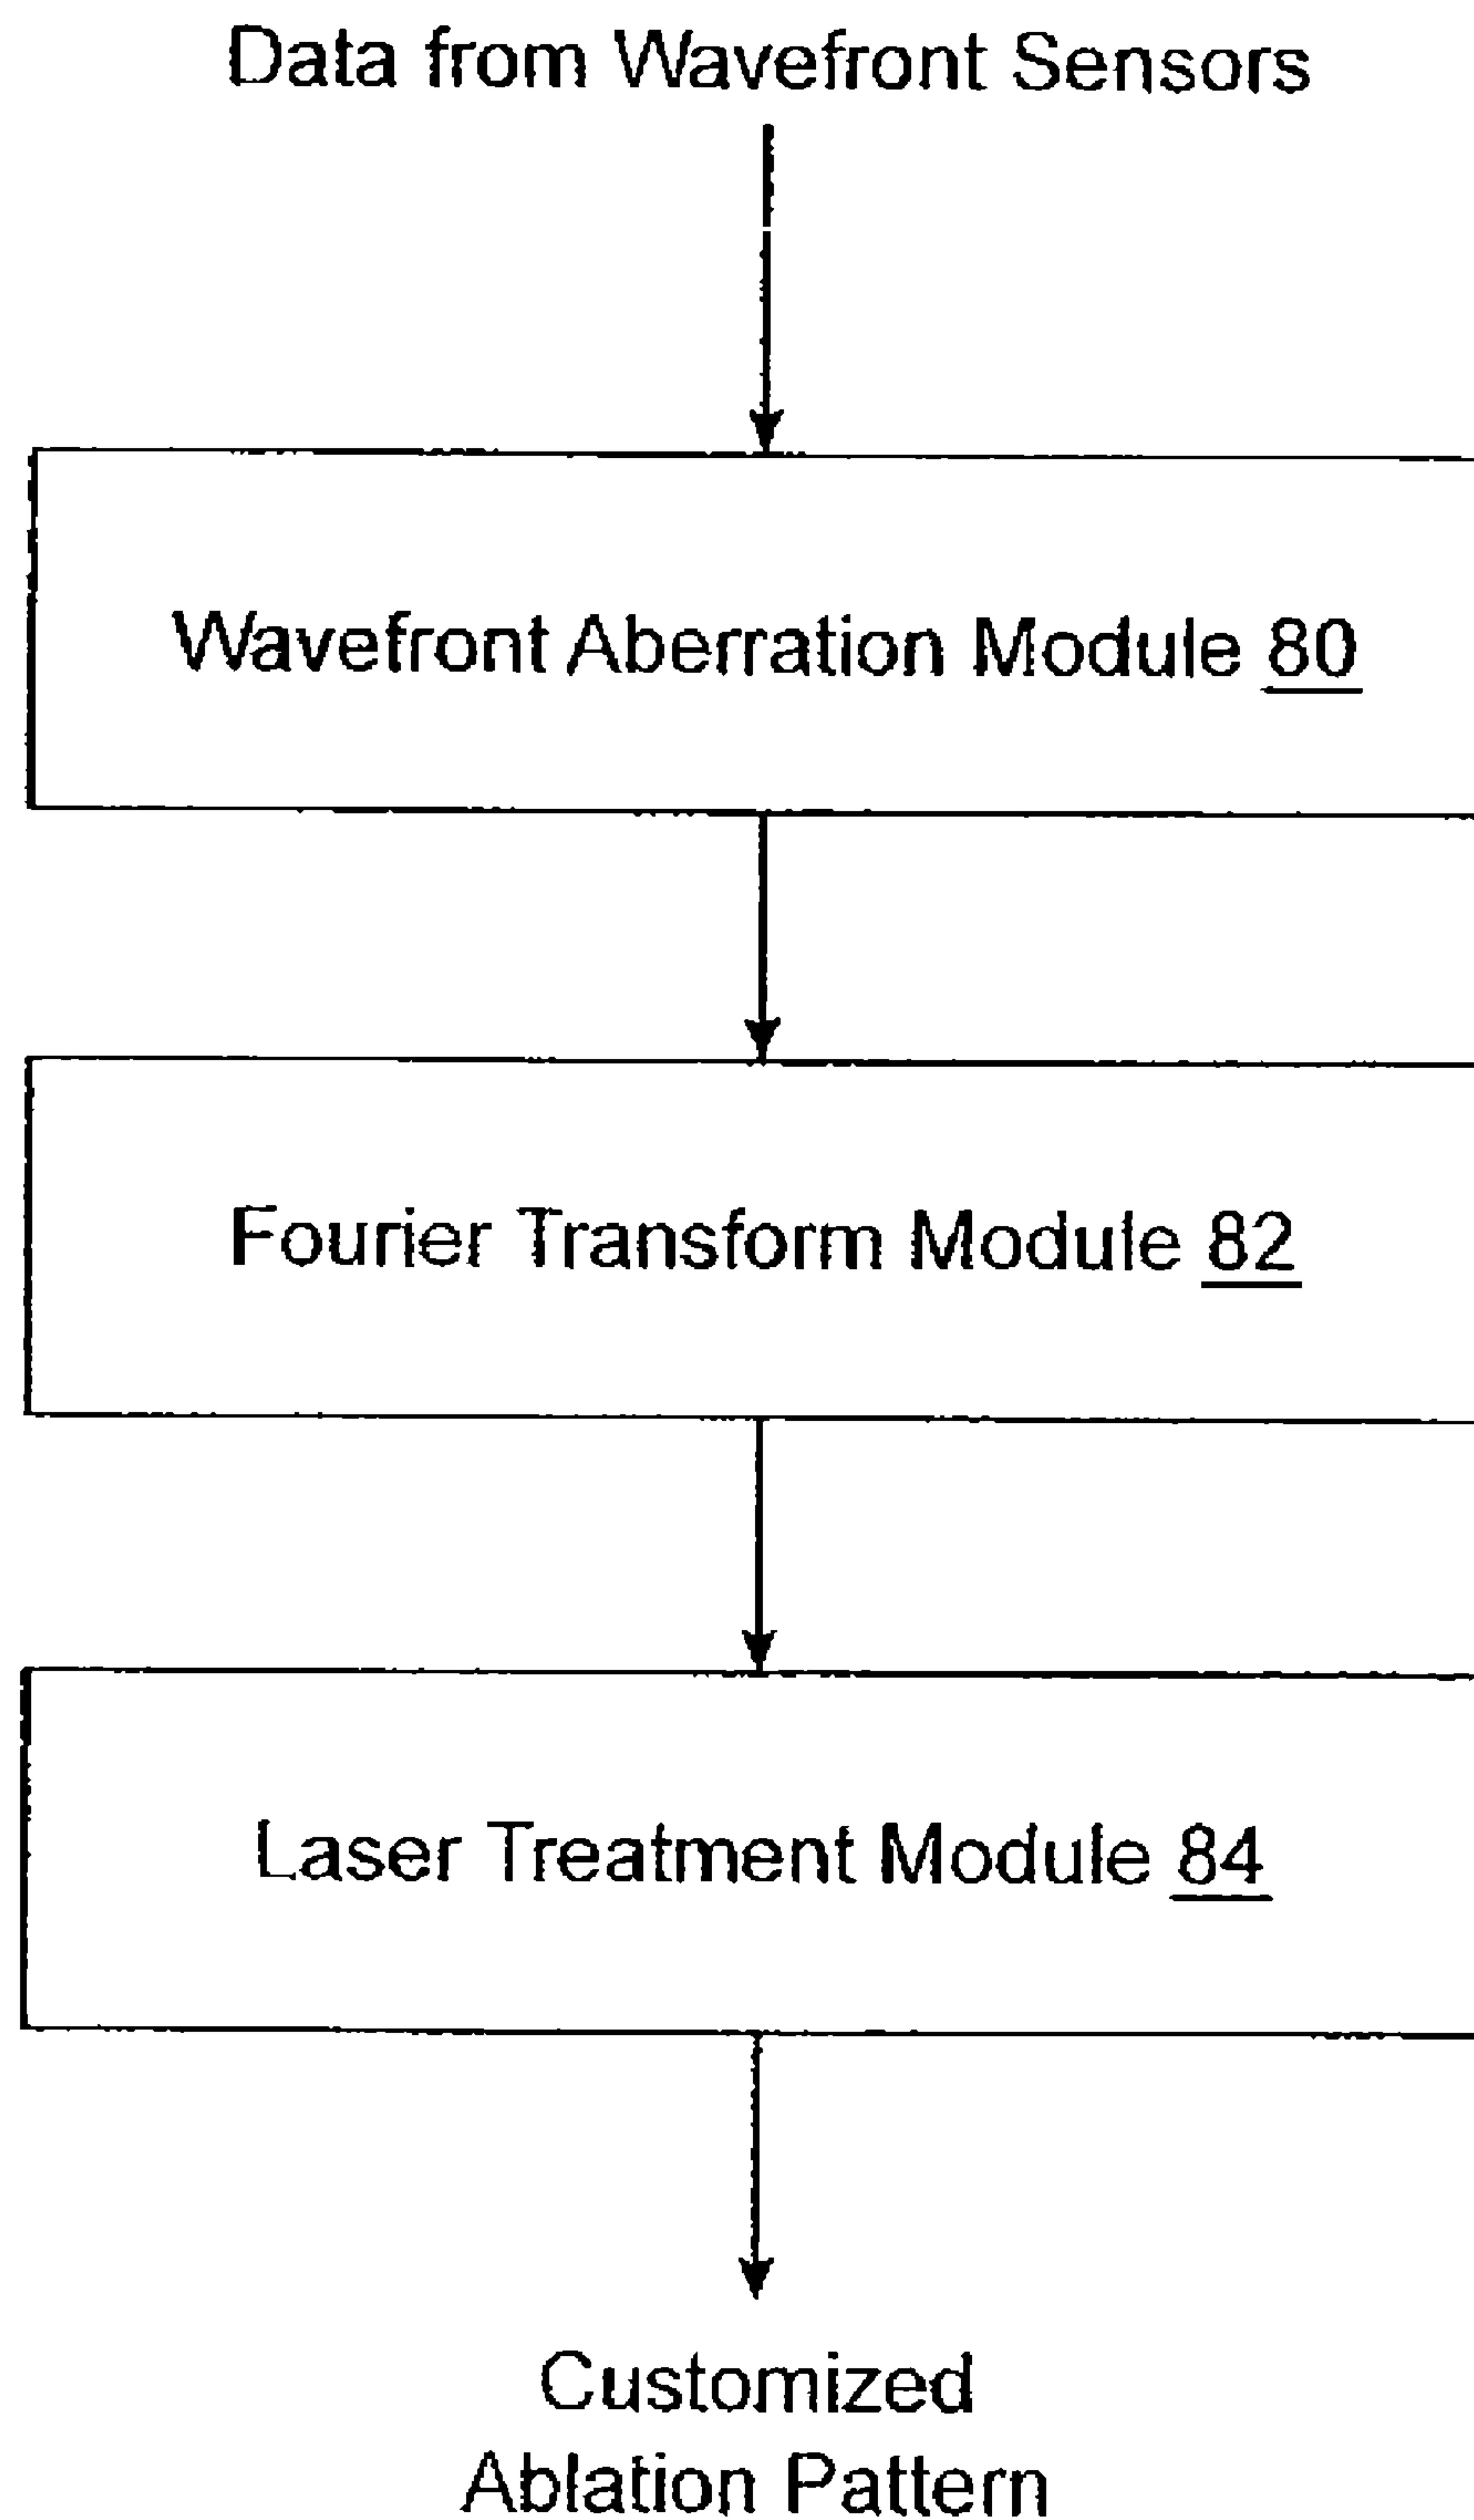 Data from Wavefront Sensors
Wavefront Aberration Module 80
Fourier Transform Module 82
Laser Treatment Module 84
Customized
Ablation Pattern